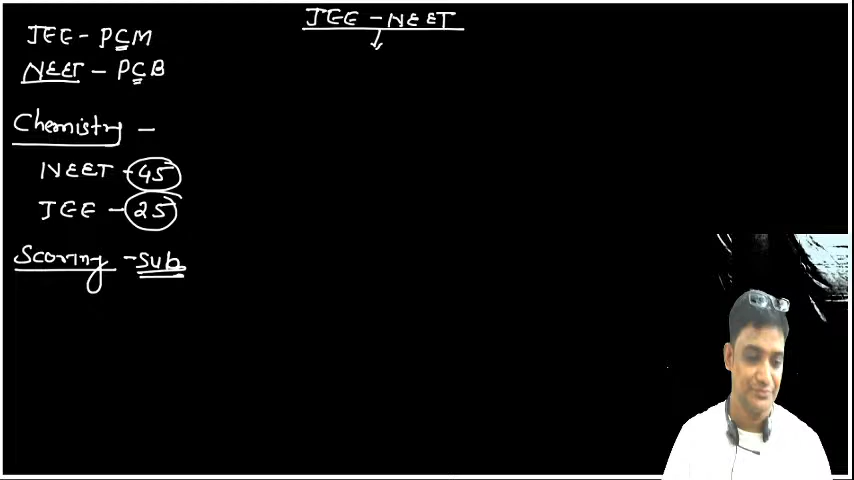 JEE - NEET
JEE - PCM
NEET - PCB
Chemistry -
NEET - 45
JEE - 25
Scoring - Sub